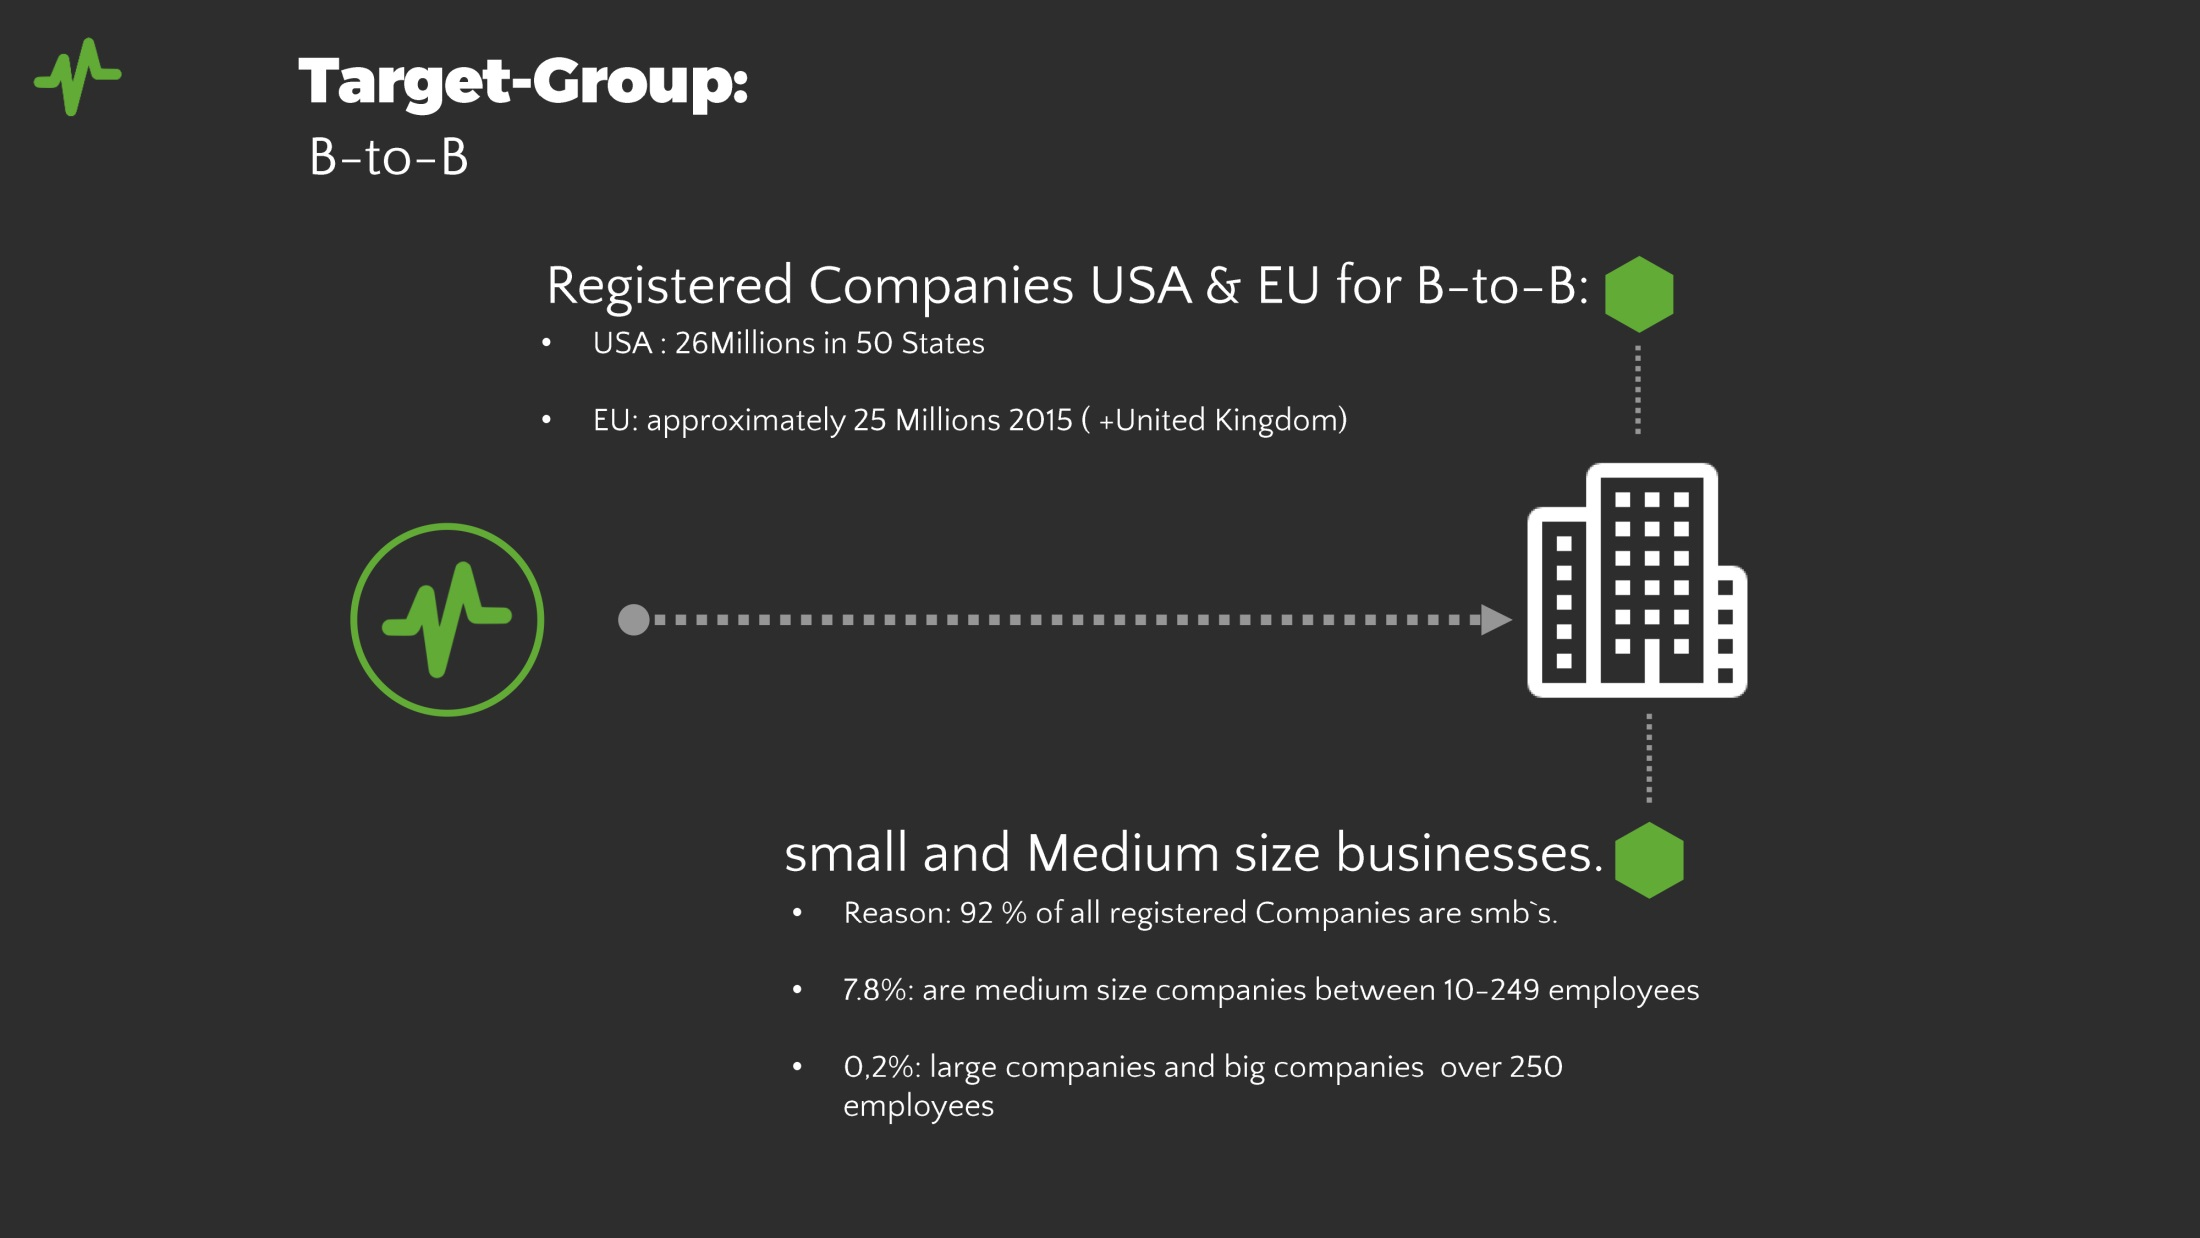 Target-Group:
B-to-B
Registered Companies USA & EU for B-to-B:
• USA : 26Millions in 50 States
• EU: approximately 25 Millions 2015 ( +United Kingdom)
small and Medium size businesses.
• Reason: 92 % of all registered Companies are smb`s.
• 7.8%: are medium size companies between 10-249 employees
• 0,2%: large companies and big companies  over 250
employees